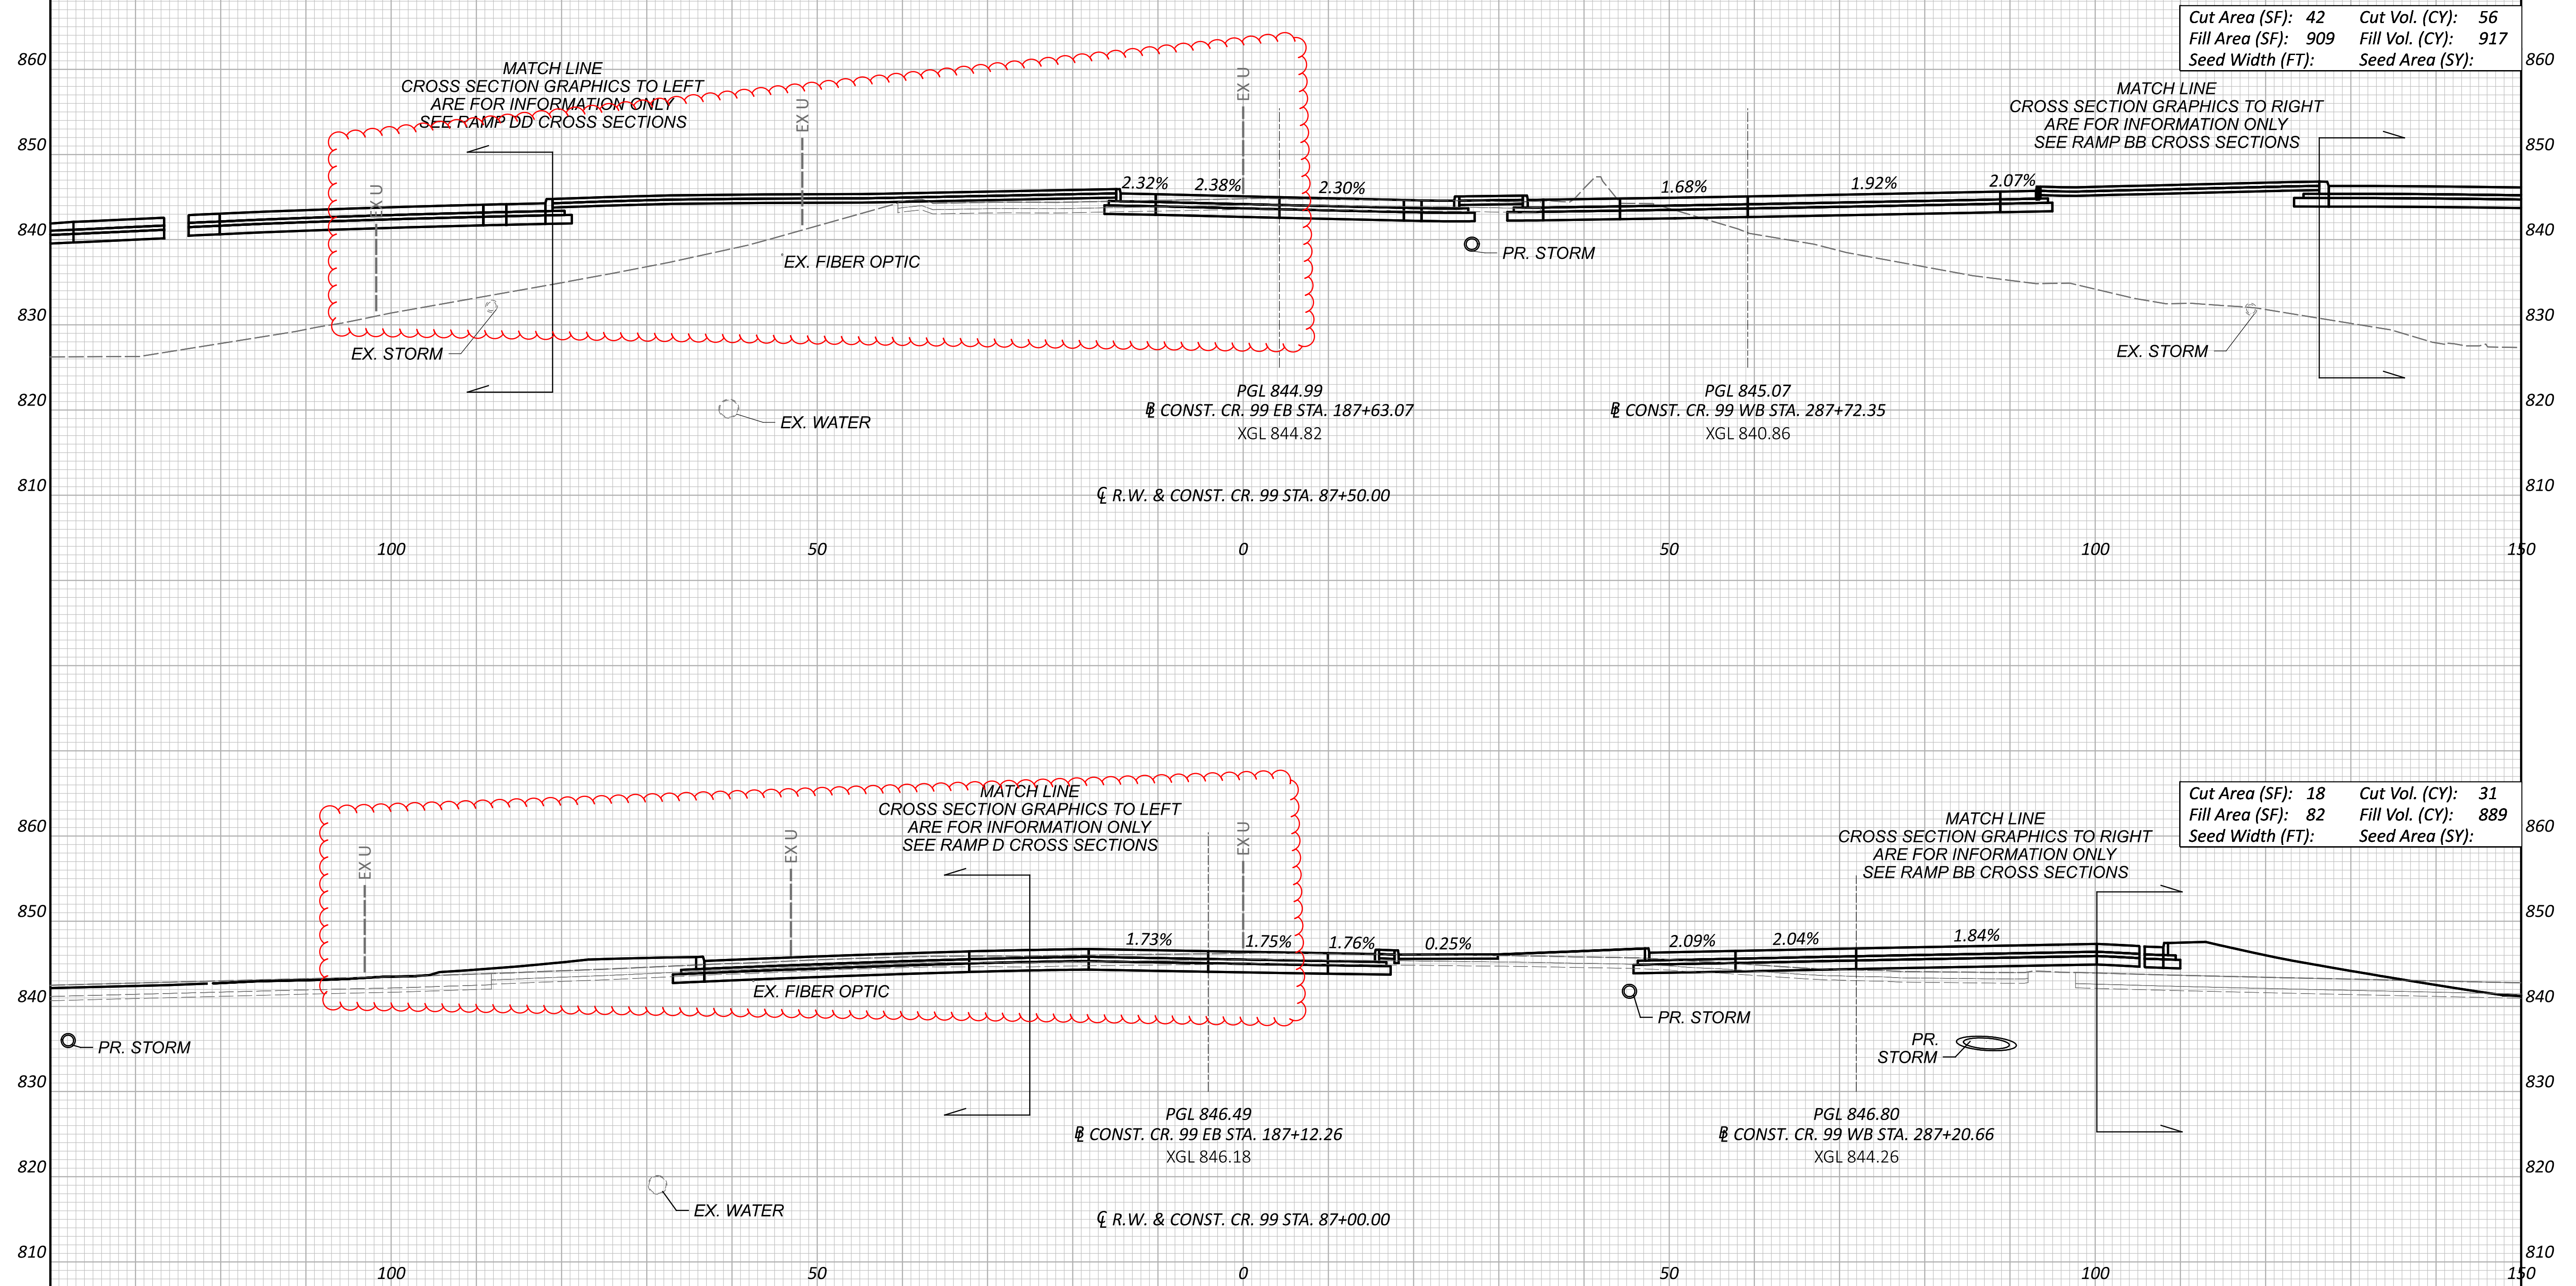 Cut Area (SF): 42 Cut Vol. (CY): 56
Fill Area (SF): 909 Fill Vol. (CY): 917
Seed Width (FT): Seed Area (SY):
860
860
MATCH LINE
CROSS SECTION GRAPHICS TO LEFT
ARE FOR INFORMATION ONLY
SEE RAMP DD CROSS SECTIONS
EX U
EX U
EX U
MATCH LINE
CROSS SECTION GRAPHICS TO RIGHT
ARE FOR INFORMATION ONLY
SEE RAMP BB CROSS SECTIONS
850
850
2.32%
2.38%
2.30%
1.68%
1.92%
2.07%
840
840
EX. FIBER OPTIC
PR. STORM
830
830
EX. STORM
EX. STORM
820
820
EX. WATER
PGL 844.99
℄ CONST. CR. 99 EB STA. 187+63.07
XGL 844.82
PGL 845.07
℄ CONST. CR. 99 WB STA. 287+72.35
XGL 840.86
810
810
℄ R.W. & CONST. CR. 99 STA. 87+50.00
100 50 0 50 100 150
Cut Area (SF): 18 Cut Vol. (CY): 31
Fill Area (SF): 82 Fill Vol. (CY): 889
Seed Width (FT): Seed Area (SY):
860
860
MATCH LINE
CROSS SECTION GRAPHICS TO LEFT
ARE FOR INFORMATION ONLY
SEE RAMP D CROSS SECTIONS
EX U
EX U
EX U
MATCH LINE
CROSS SECTION GRAPHICS TO RIGHT
ARE FOR INFORMATION ONLY
SEE RAMP BB CROSS SECTIONS
850
850
1.73%
1.75%
1.76%
0.25%
2.09%
2.04%
1.84%
840
840
EX. FIBER OPTIC
PR. STORM
PR. STORM
PR.
STORM
830
830
PGL 846.49
℄ CONST. CR. 99 EB STA. 187+12.26
XGL 846.18
PGL 846.80
℄ CONST. CR. 99 WB STA. 287+20.66
XGL 844.26
820
820
EX. WATER
℄ R.W. & CONST. CR. 99 STA. 87+00.00
810
810
100 50 0 50 100 150